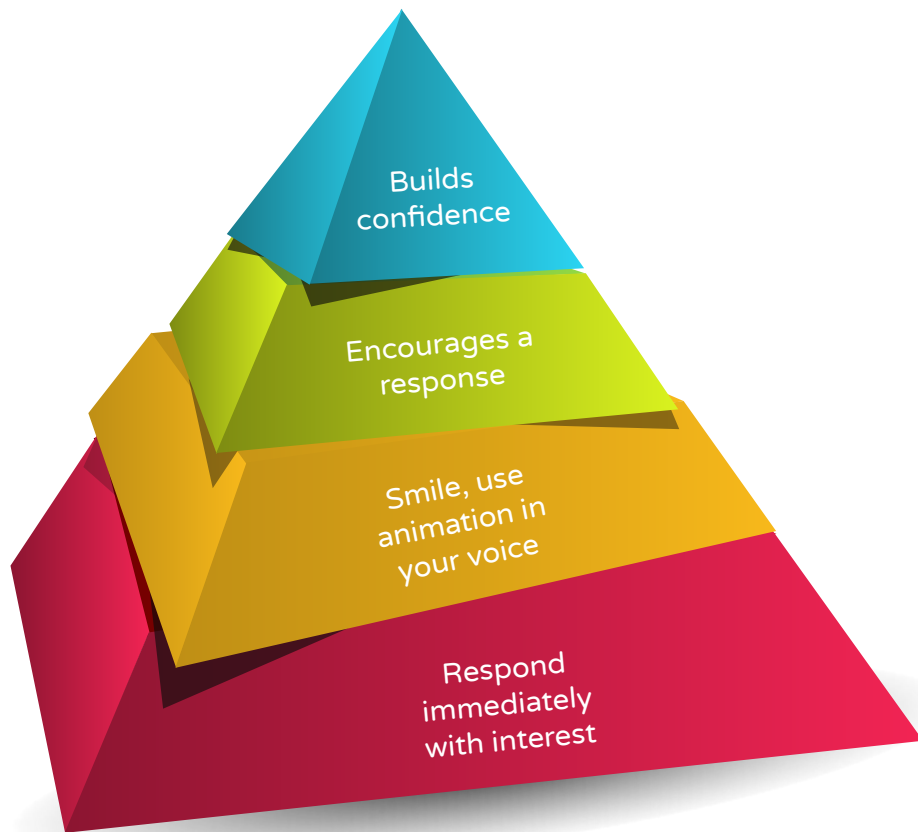 Builds
confidence
Encourages a
response
Smile, use
animation in
your voice
Respond
immediately
with interest